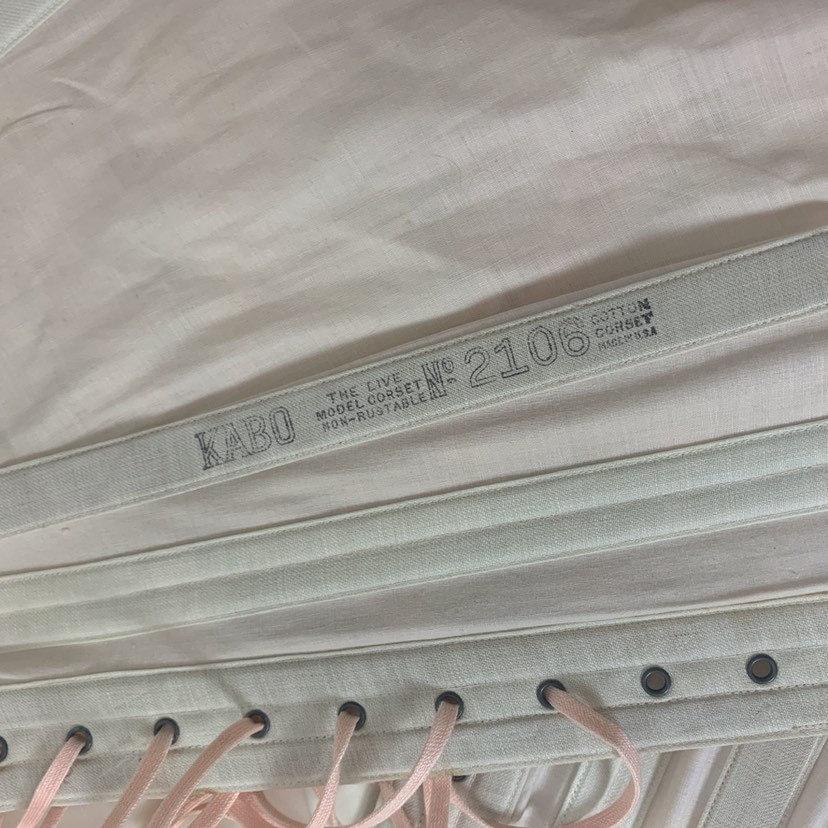 KABO
THE LIVE
MODEL CORSET
NON-RUSTABLE
Nº 2106
COTTON
CORSET
MADE IN U.S.A